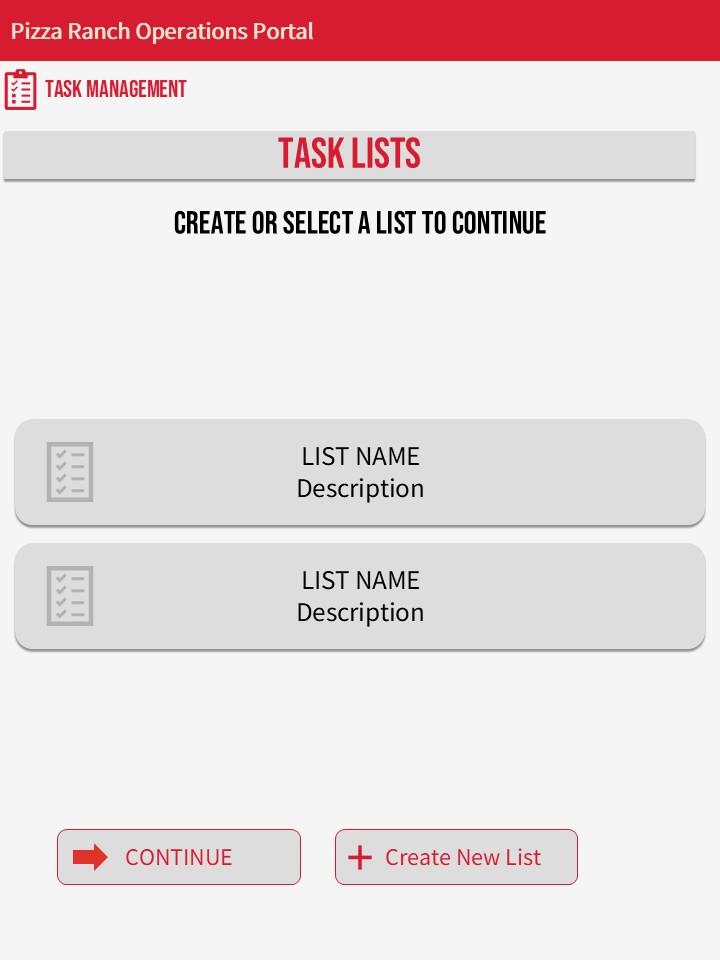 Pizza Ranch Operations Portal
TASK MANAGEMENT
TASK LISTS
CREATE OR SELECT A LIST TO CONTINUE
LIST NAME
Description
LIST NAME
Description
CONTINUE
Create New List